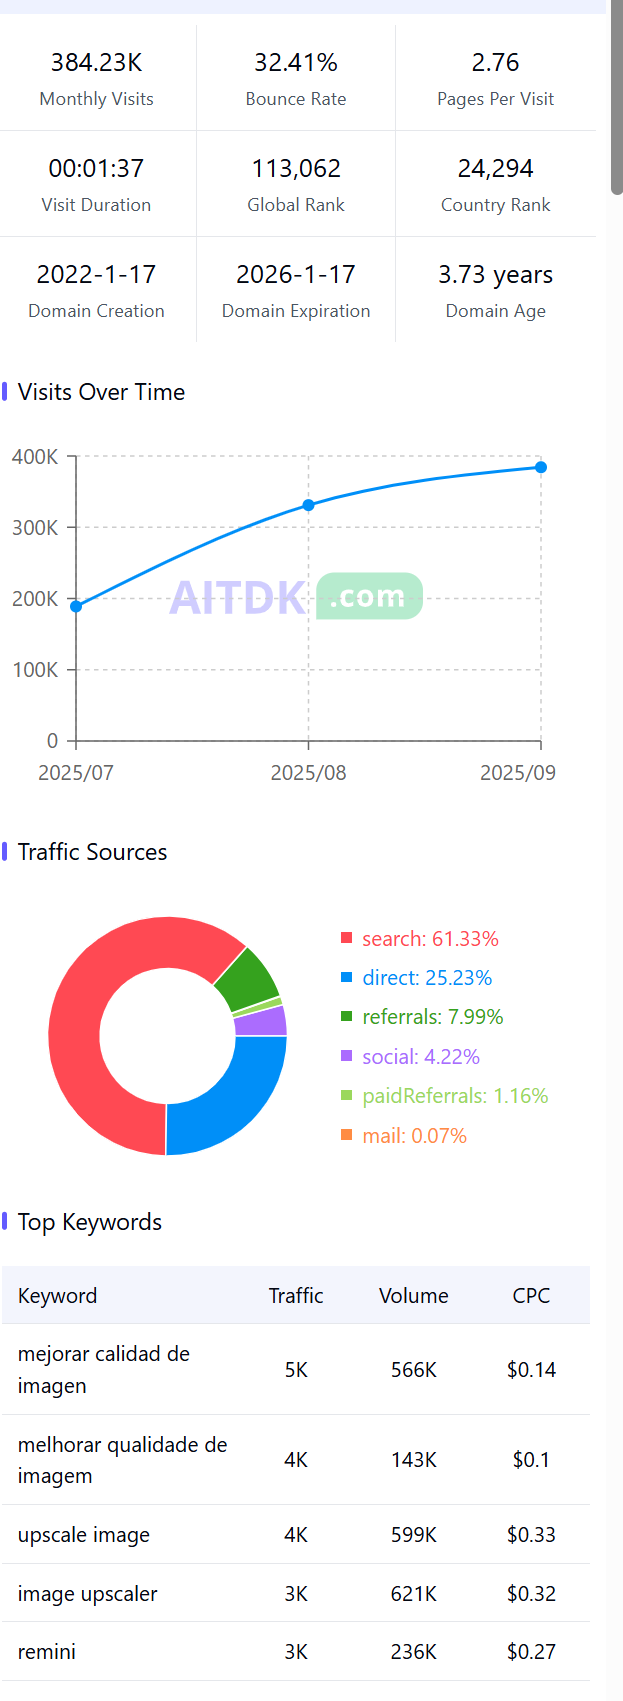 384.23K 32.41% 2.76
Monthly Visits Bounce Rate Pages Per Visit
00:01:37 113,062 24,294
Visit Duration Global Rank Country Rank
2022-1-17 2026-1-17 3.73 years
Domain Creation Domain Expiration Domain Age
Visits Over Time
400K
300K
200K
AITDK .com
100K
0
2025/07 2025/08 2025/09
Traffic Sources
search: 61.33%
direct: 25.23%
referrals: 7.99%
social: 4.22%
paidReferrals: 1.16%
mail: 0.07%
Top Keywords
Keyword Traffic Volume CPC
mejorar calidad de
imagen 5K 566K $0.14
melhorar qualidade de
imagem 4K 143K $0.1
upscale image 4K 599K $0.33
image upscaler 3K 621K $0.32
remini 3K 236K $0.27